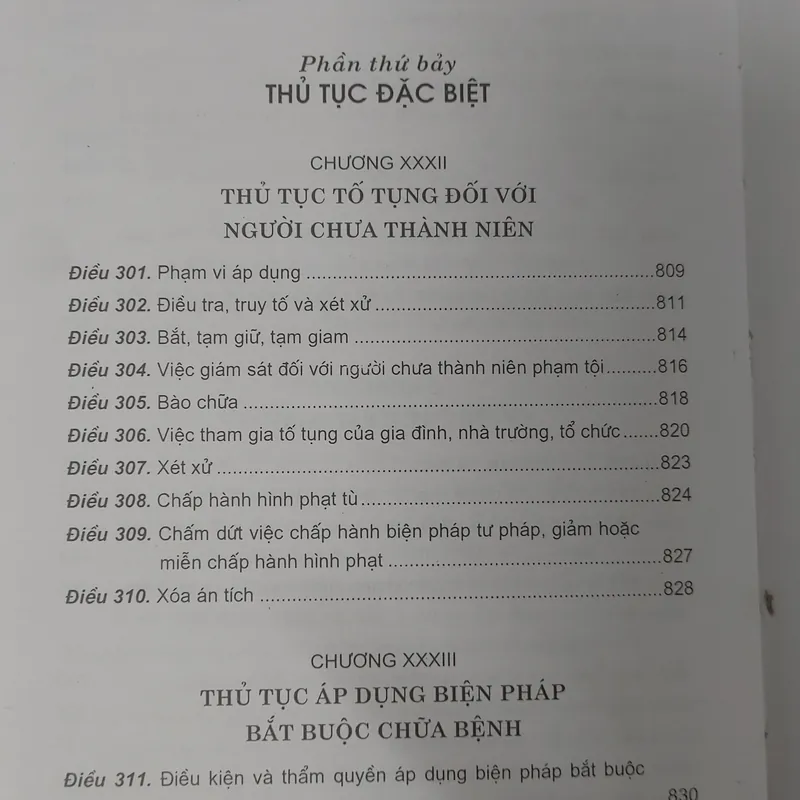 Phần thứ bảy
THỦ TỤC ĐẶC BIỆT
CHƯƠNG XXXII
THỦ TỤC TỐ TỤNG ĐỐI VỚI
NGƯỜI CHƯA THÀNH NIÊN
Điều 301. Phạm vi áp dụng ..........809
Điều 302. Điều tra, truy tố và xét xử ..........811
Điều 303. Bắt, tạm giữ, tạm giam ..........814
Điều 304. Việc giám sát đối với người chưa thành niên phạm tội..........816
Điều 305. Bào chữa ..........818
Điều 306. Việc tham gia tố tụng của gia đình, nhà trường, tổ chức.......820
Điều 307. Xét xử ..........823
Điều 308. Chấp hành hình phạt tù ..........824
Điều 309. Chấm dứt việc chấp hành biện pháp tư pháp, giảm hoặc
miễn chấp hành hình phạt ..........827
Điều 310. Xóa án tích ..........828
CHƯƠNG XXXIII
THỦ TỤC ÁP DỤNG BIỆN PHÁP
BẮT BUỘC CHỮA BỆNH
Điều 311. Điều kiện và thẩm quyền áp dụng biện pháp bắt buộc
830